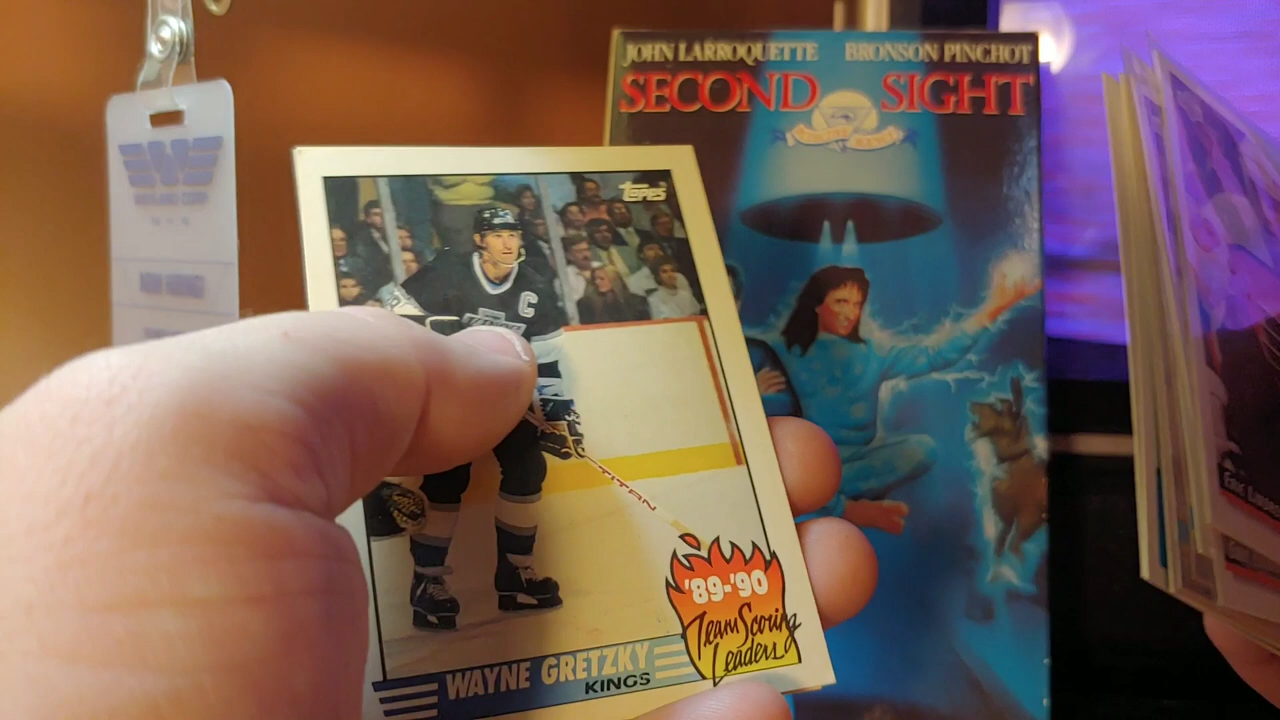 JOHN LARROQUETTE BRONSON PINCHOT
SECOND SIGHT
topps
C
TITAN
'89-'90
Team Scoring
Leaders
WAYNE GRETZKY
KINGS